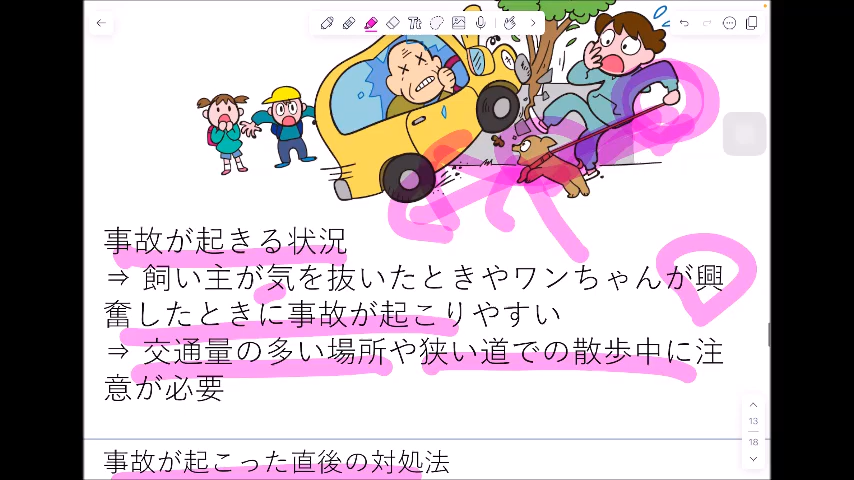 Tt
事故が起きる状況
⇒ 飼い主が気を抜いたときやワンちゃんが興
奮したときに事故が起こりやすい
⇒ 交通量の多い場所や狭い道での散歩中に注
意が必要
13
18
事故が起こった直後の対処法